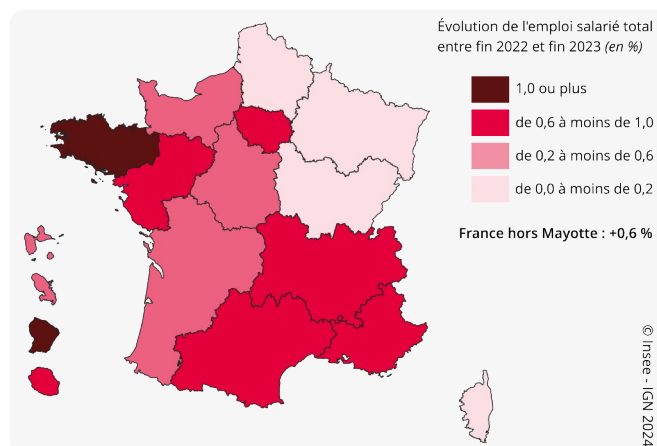 Évolution de l'emploi salarié total
entre fin 2022 et fin 2023 (en %)
1,0 ou plus
de 0,6 à moins de 1,0
de 0,2 à moins de 0,6
de 0,0 à moins de 0,2
France hors Mayotte : +0,6 %
© Insee - IGN 2024